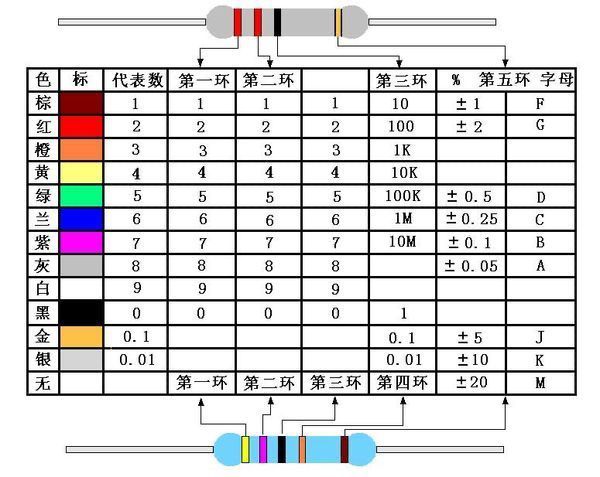 色 标 代表数 第一环 第二环 第三环 % 第五环 字母
棕 1 1 1 1 10 ±1 F
红 2 2 2 2 100 ±2 G
橙 3 3 3 3 1K
黄 4 4 4 4 10K
绿 5 5 5 5 100K ±0.5 D
兰 6 6 6 6 1M ±0.25 C
紫 7 7 7 7 10M ±0.1 B
灰 8 8 8 8 ±0.05 A
白 9 9 9 9
黑 0 0 0 0 1
金 0.1 0.1 ±5 J
银 0.01 0.01 ±10 K
无 第一环 第二环 第三环 第四环 ±20 M